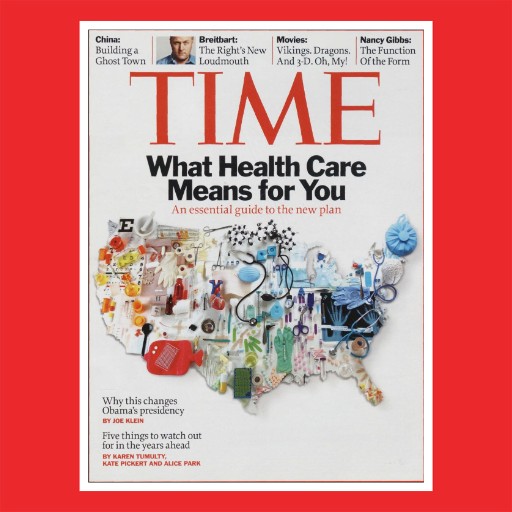 China:
Building a
Ghost Town
Breitbart:
The Right's New
Loudmouth
Movies:
Vikings. Dragons.
And 3-D. Oh, My!
Nancy Gibbs:
The Function
Of the Form
TIME
What Health Care
Means for You
An essential guide to the new plan
E
Why this changes
Obama's presidency
BY JOE KLEIN
Five things to watch out
for in the years ahead
BY KAREN TUMULTY,
KATE PICKERT AND ALICE PARK